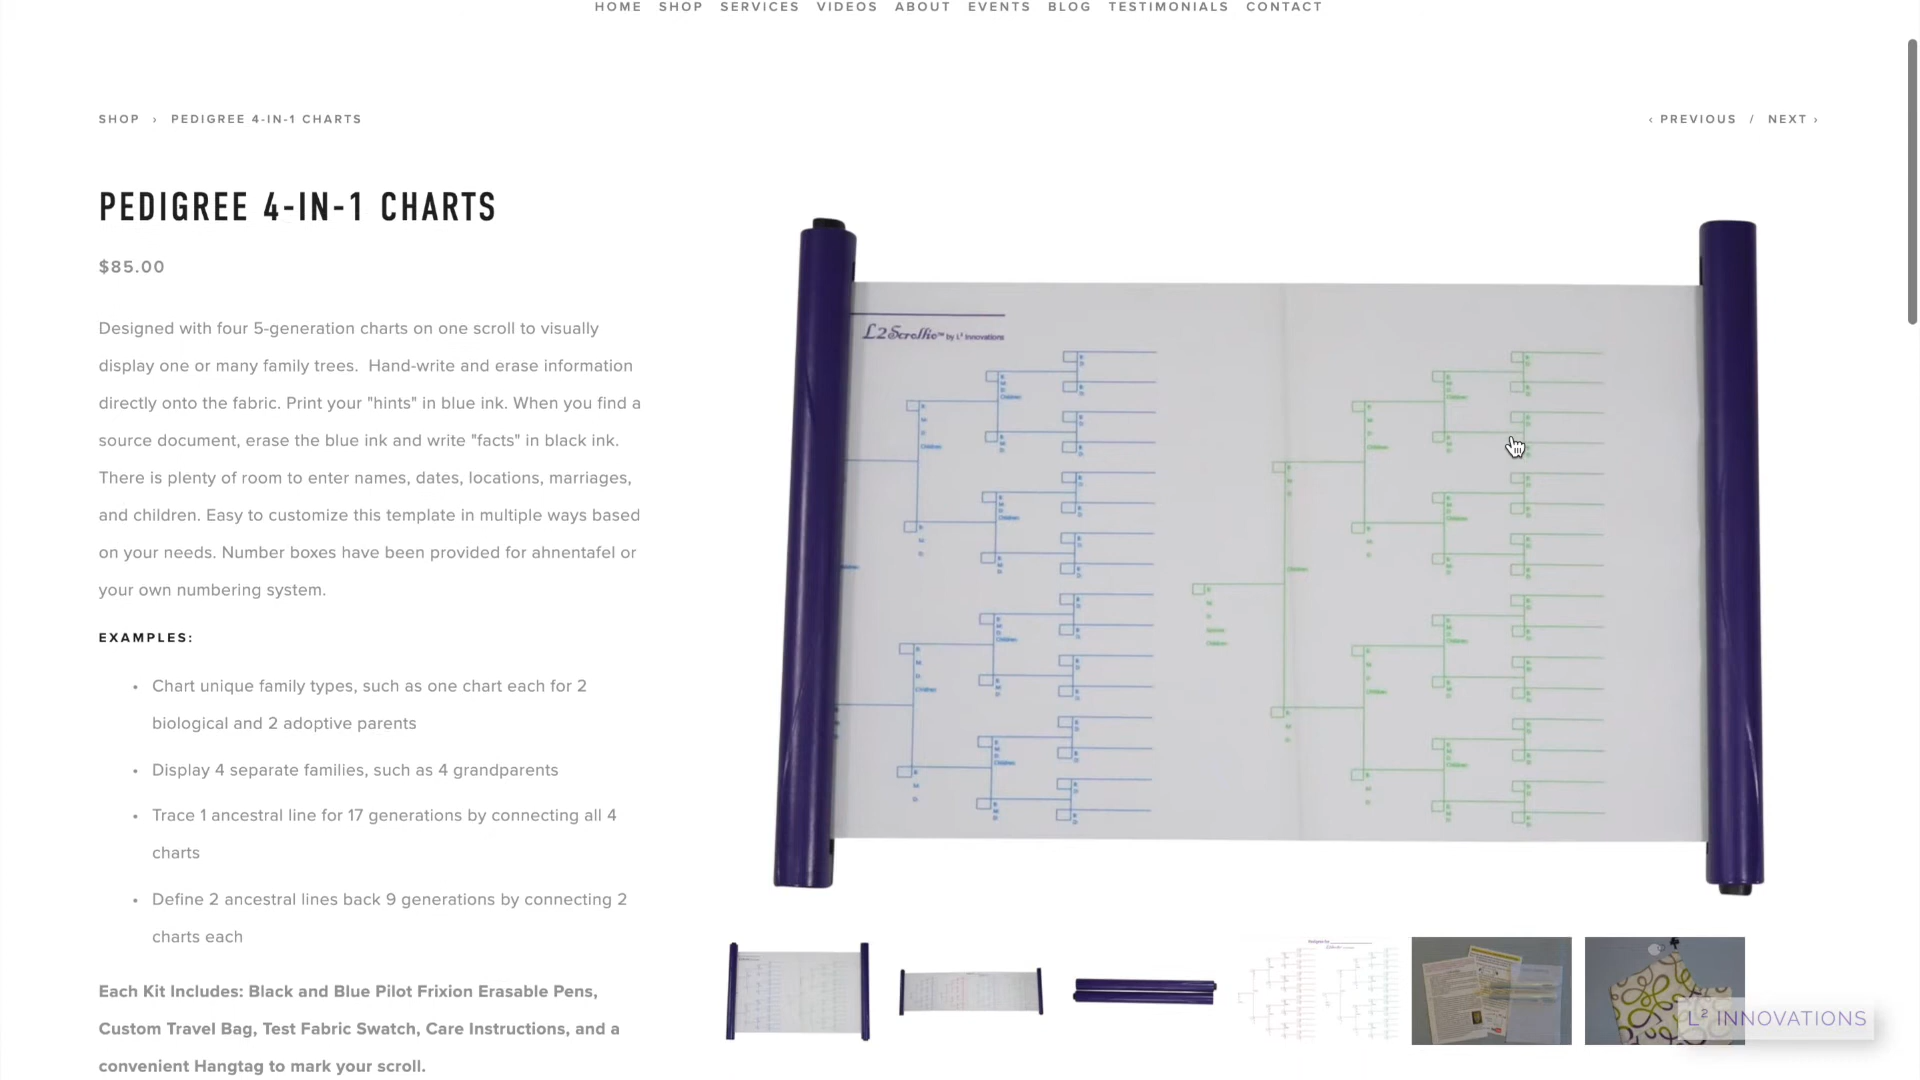 HOME SHOP SERVICES VIDEOS ABOUT EVENTS BLOG TESTIMONIALS CONTACT
SHOP › PEDIGREE 4-IN-1 CHARTS
‹ PREVIOUS / NEXT ›
PEDIGREE 4-IN-1 CHARTS
$85.00
Designed with four 5-generation charts on one scroll to visually
display one or many family trees. Hand-write and erase information
directly onto the fabric. Print your "hints" in blue ink. When you find a
source document, erase the blue ink and write "facts" in black ink.
There is plenty of room to enter names, dates, locations, marriages,
and children. Easy to customize this template in multiple ways based
on your needs. Number boxes have been provided for ahnentafel or
your own numbering system.
EXAMPLES:
• Chart unique family types, such as one chart each for 2
biological and 2 adoptive parents
• Display 4 separate families, such as 4 grandparents
• Trace 1 ancestral line for 17 generations by connecting all 4
charts
• Define 2 ancestral lines back 9 generations by connecting 2
charts each
Each Kit Includes: Black and Blue Pilot Frixion Erasable Pens,
Custom Travel Bag, Test Fabric Swatch, Care Instructions, and a
convenient Hangtag to mark your scroll.
L2Scrollio™ by L² Innovations
L² INNOVATIONS